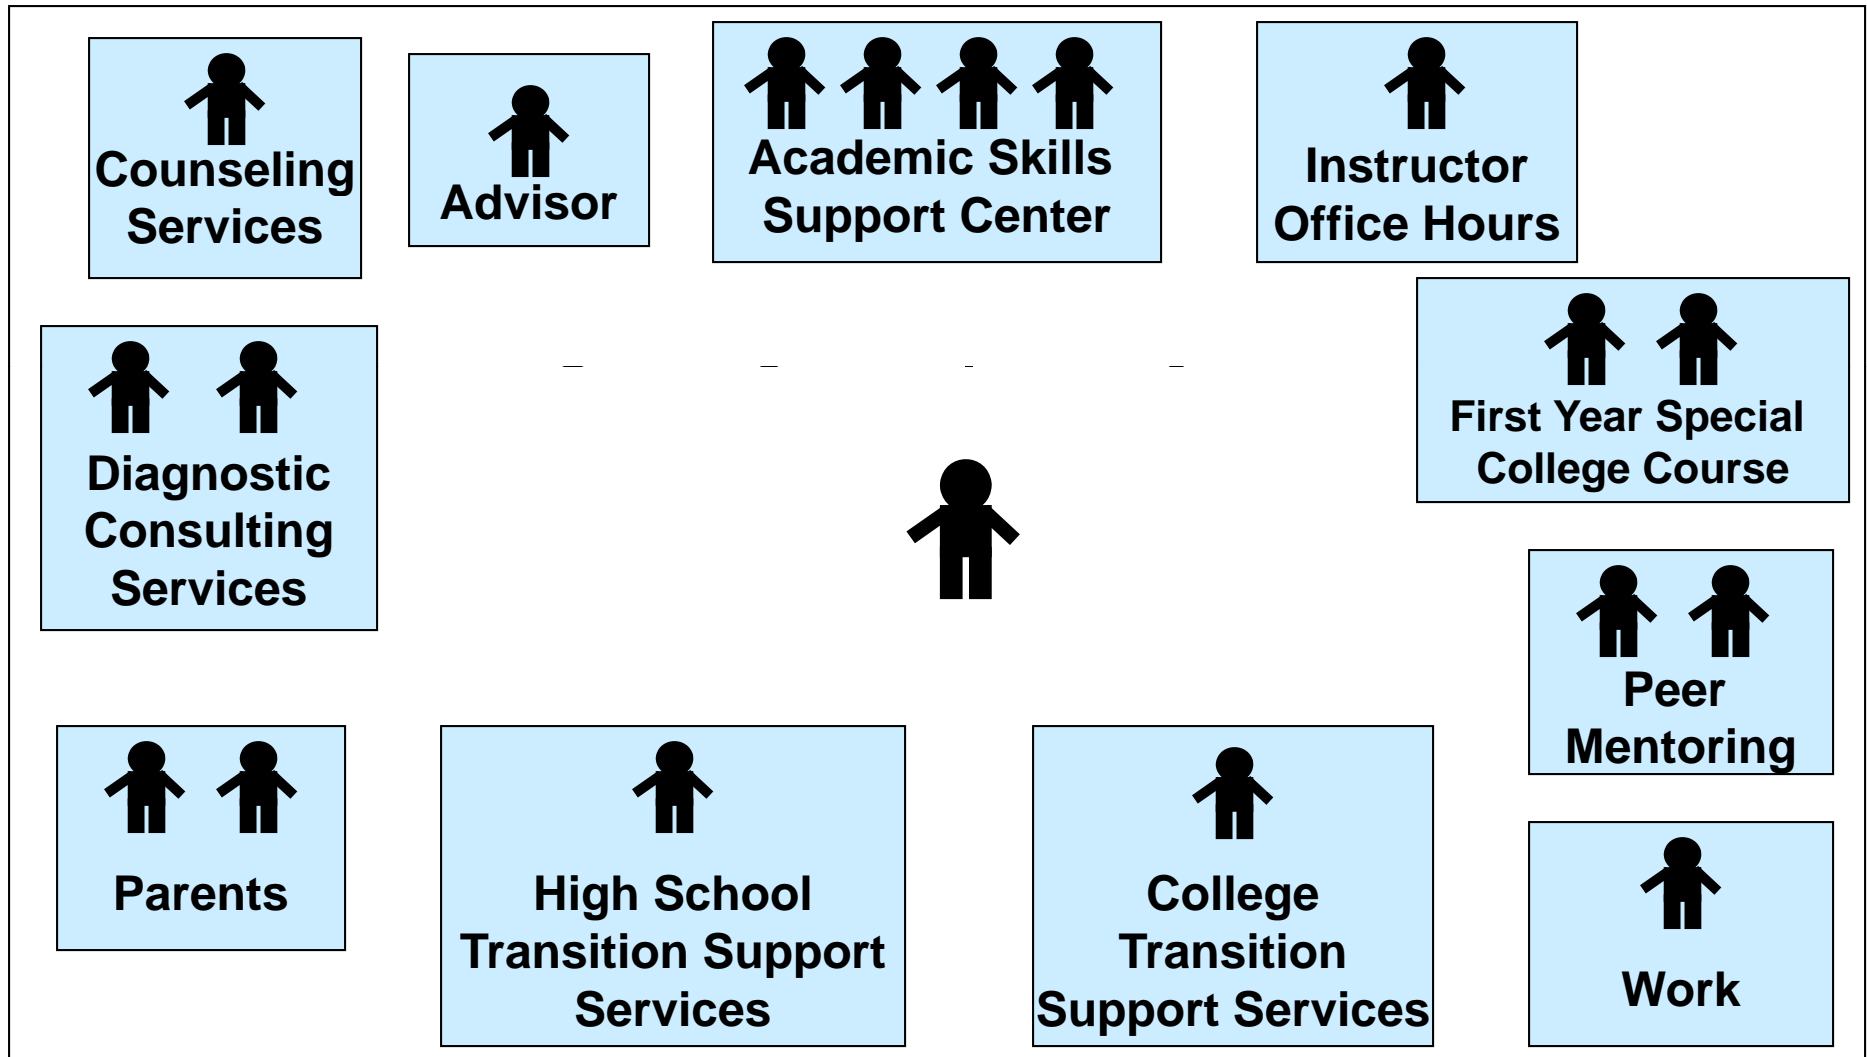 Counseling
Services
Advisor
Academic Skills
Support Center
Instructor
Office Hours
Diagnostic
Consulting
Services
First Year Special
College Course
Peer
Mentoring
Parents
High School
Transition Support
Services
College
Transition
Support Services
Work